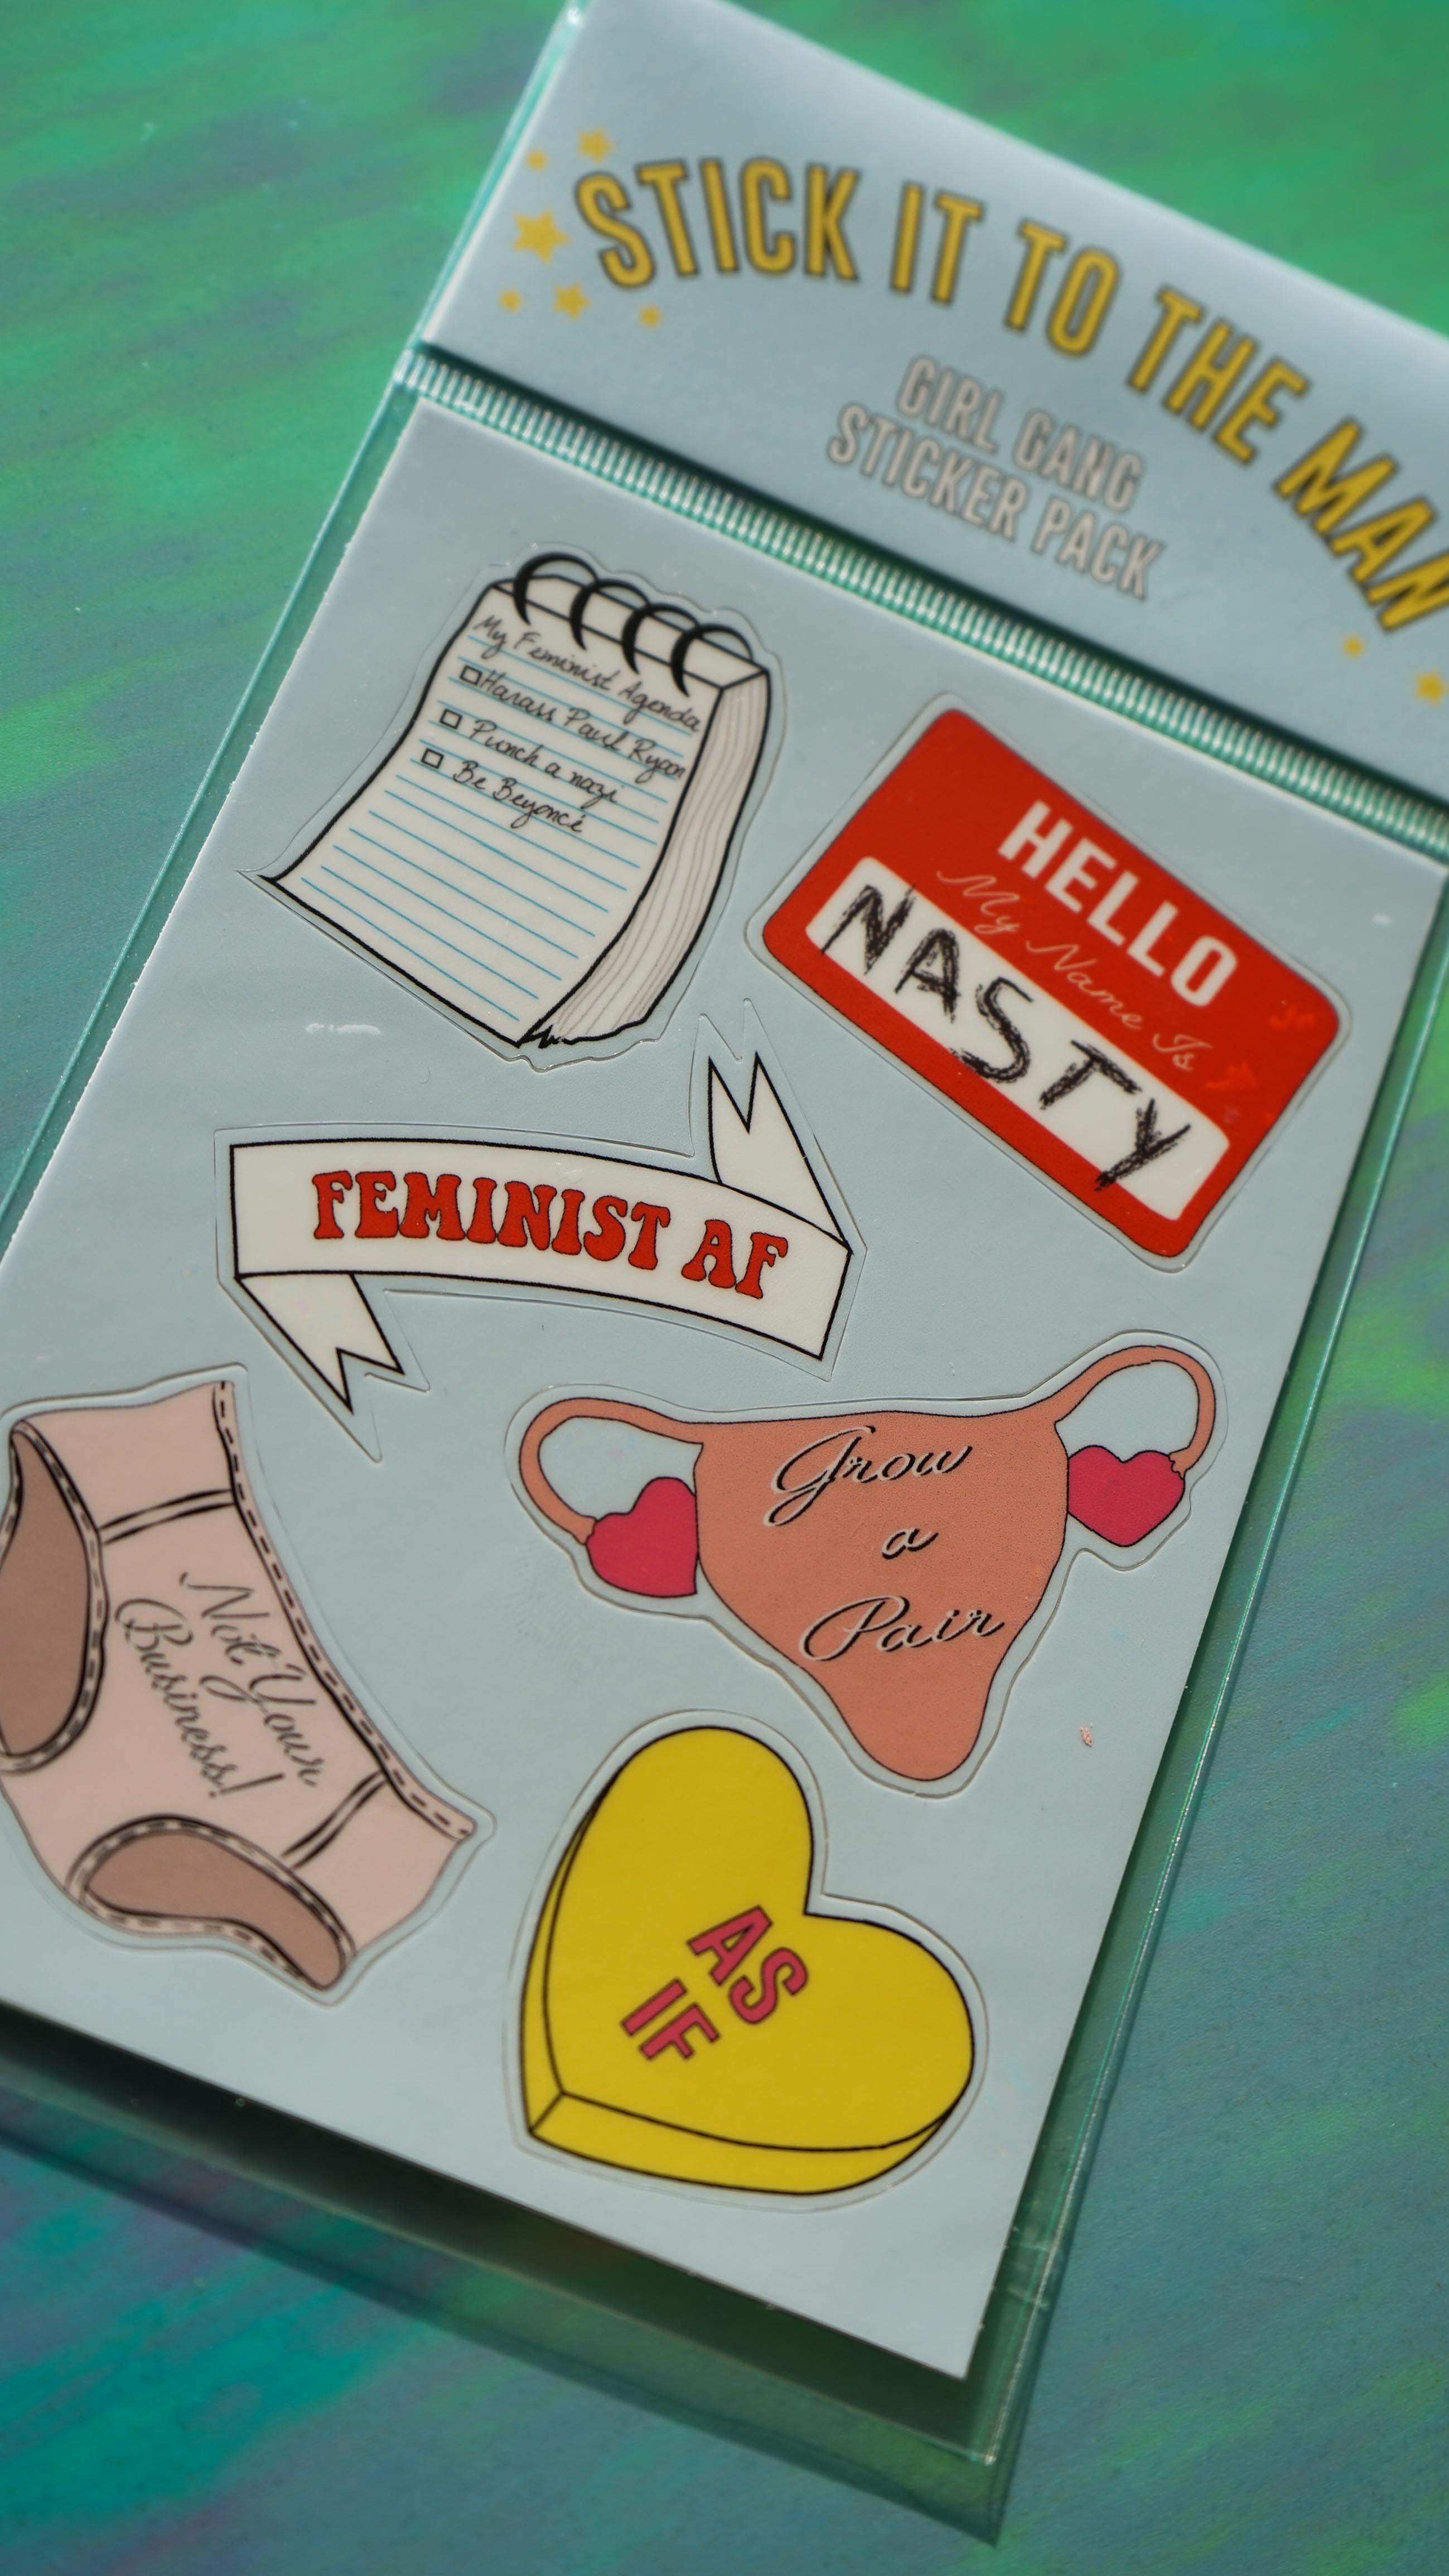 STICK IT TO THE MAN
GIRL GANG
STICKER PACK
My Feminist Agenda
Harass Paul Ryan
Punch a nazi
Be Beyoncé
HELLO
My Name Is
NASTY
FEMINIST AF
Grow
a
Pair
Not Your
Business!
AS
IF